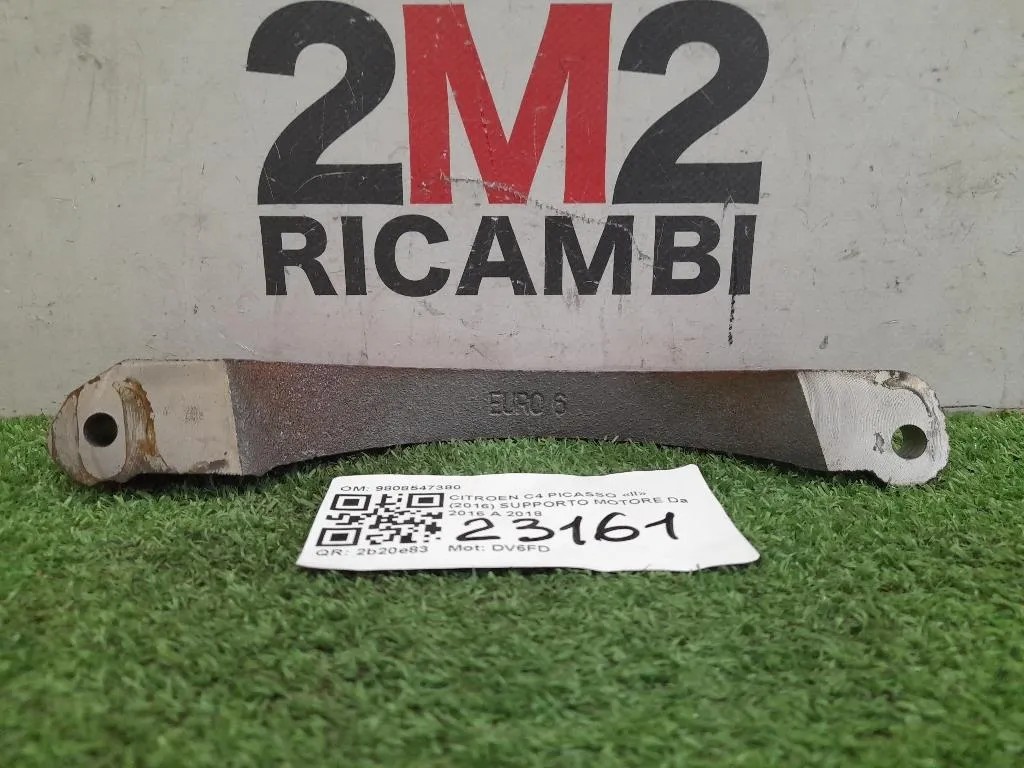 2M2
RICAMBI
EURO 6
OM: 9808547380
CITROEN C4 PICASSO «II»
(2016) SUPPORTO MOTORE Da
2016 A 2018
23161
QR: 2b20e83 Mot: DV6FD